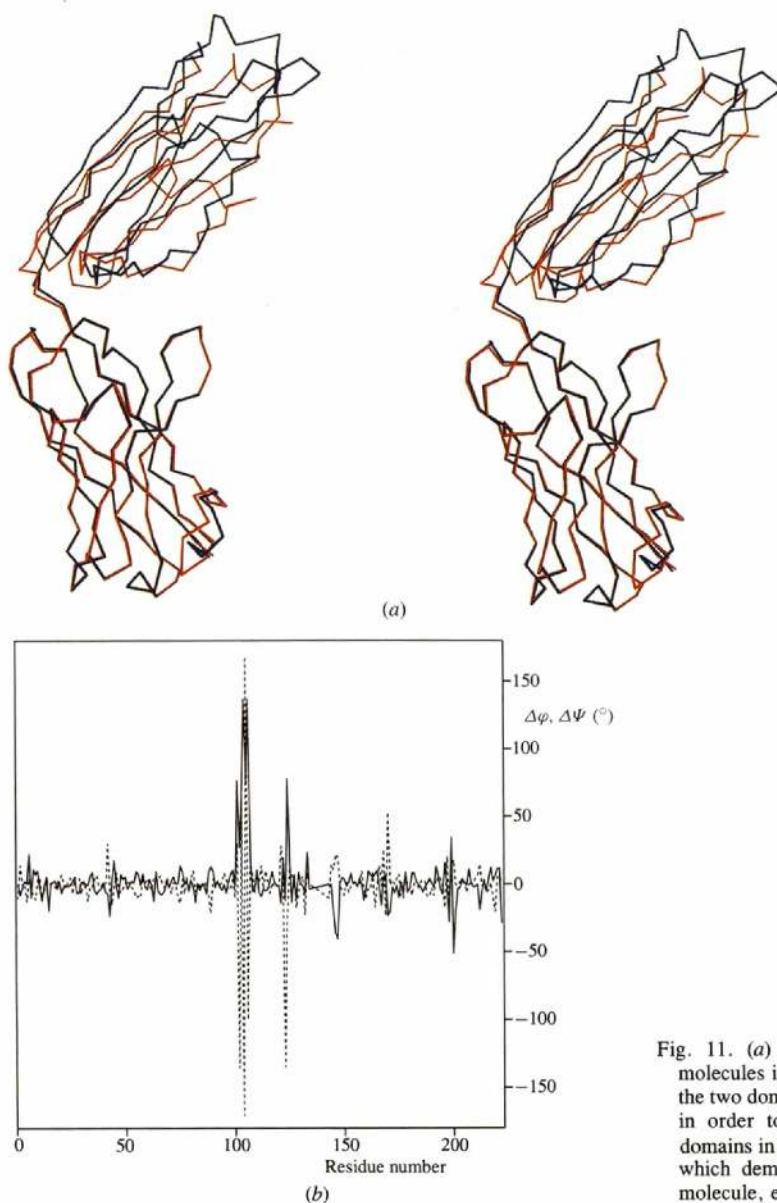 (a)
150
Δφ, ΔΨ (°)
100
50
0
−50
−100
−150
0 50 100 150 200
Residue number
(b)
Fig. 11. (a)
molecules i
the two don
in order to
domains in
which dem
molecule, e